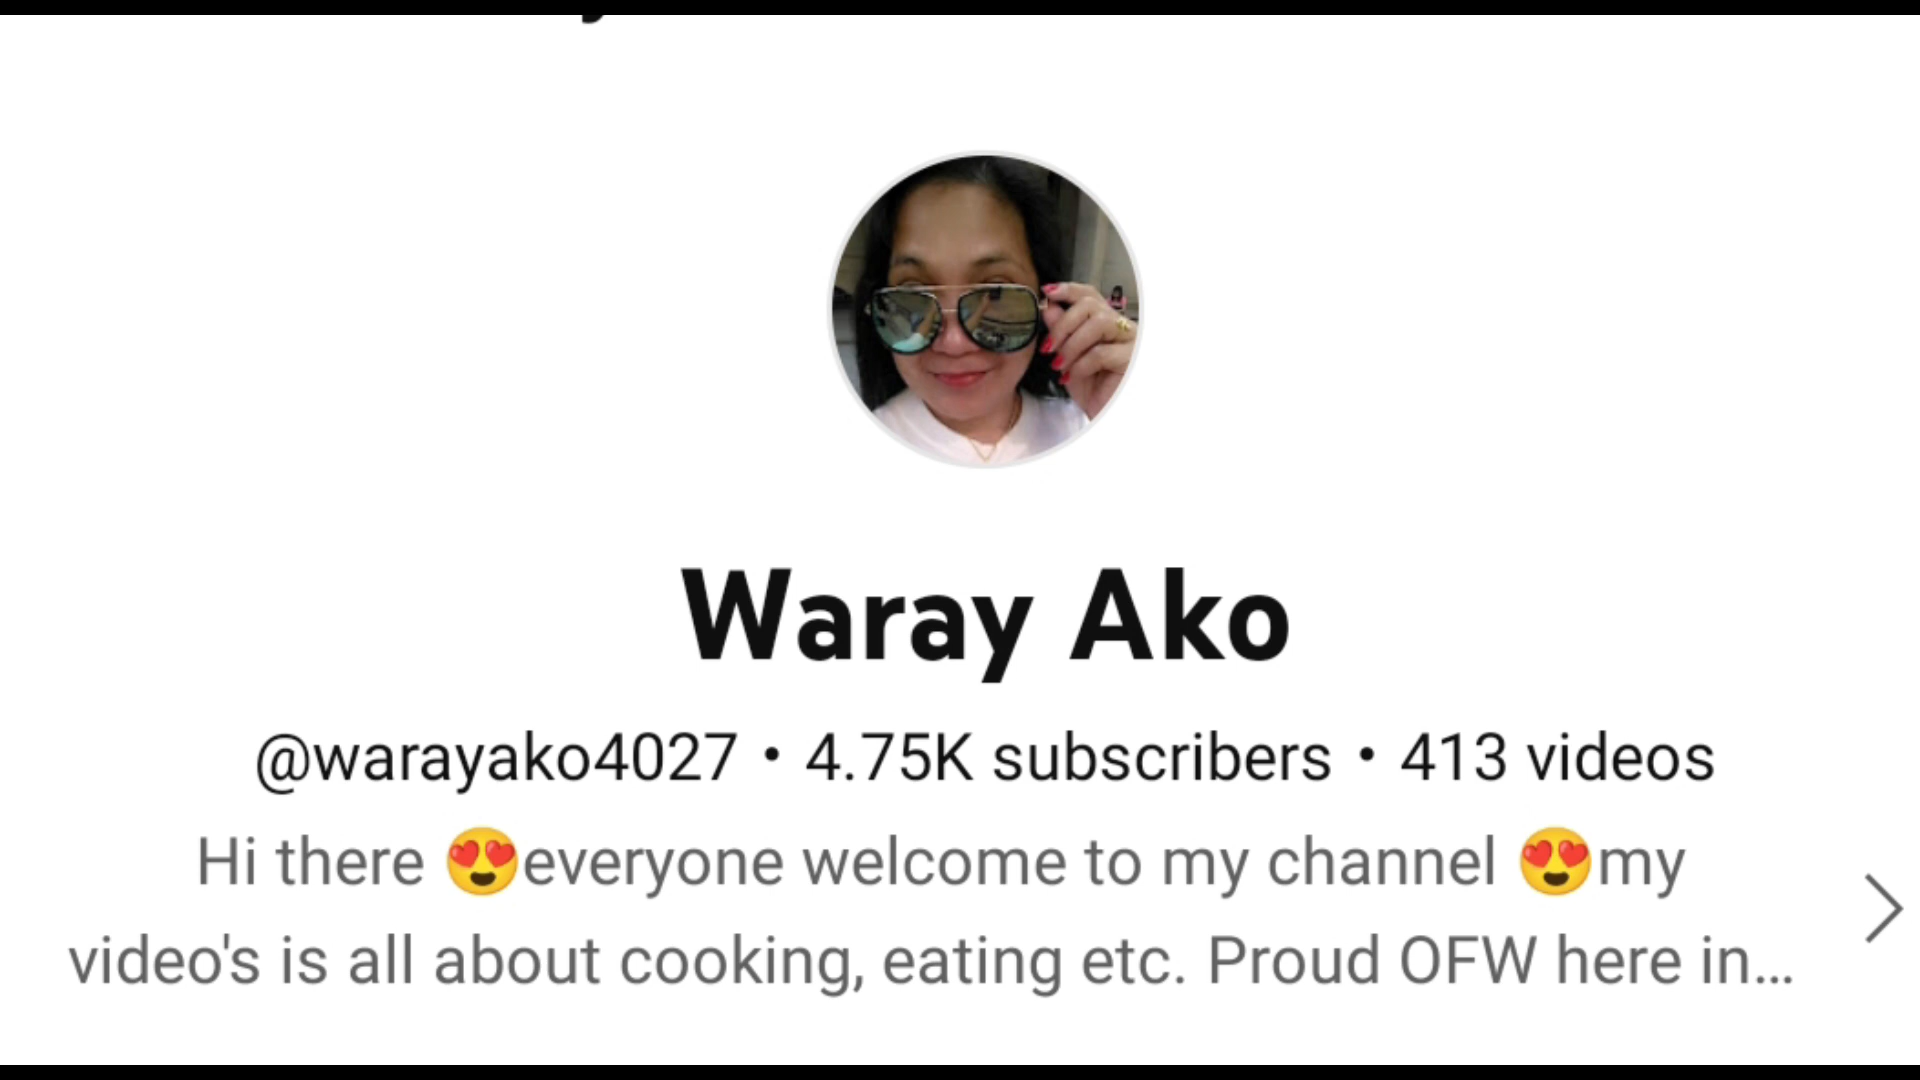 Waray Ako
@warayako4027 • 4.75K subscribers • 413 videos
Hi there 😍everyone welcome to my channel 😍my
video's is all about cooking, eating etc. Proud OFW here in...